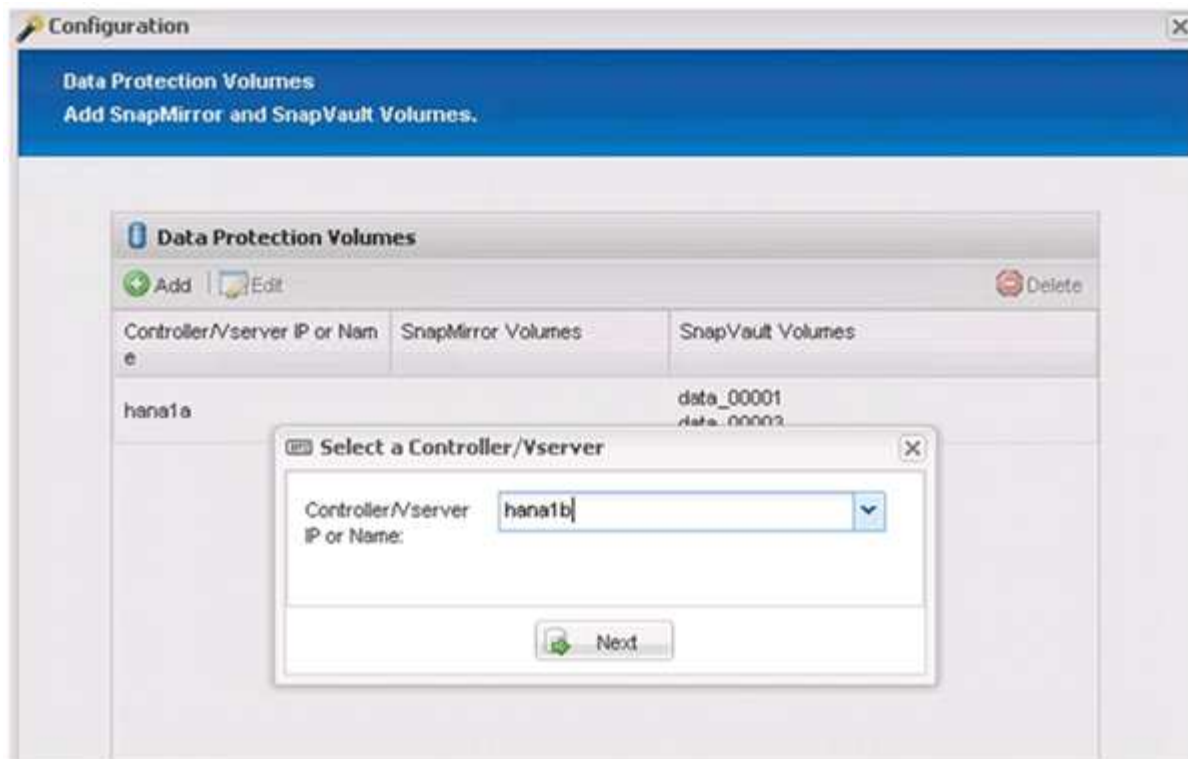 Configuration
Data Protection Volumes
Add SnapMirror and SnapVault Volumes.
Data Protection Volumes
Add Edit Delete
Controller/Vserver IP or Nam SnapMirror Volumes SnapVault Volumes
e
hana1a data_00001
data_00003
Select a Controller/Vserver
Controller/Vserver hana1b
IP or Name:
Next